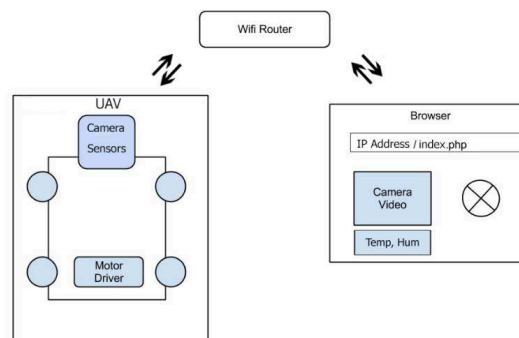 Wifi Router
UAV
Camera
Sensors
Motor
Driver
Browser
IP Address / index.php
Camera
Video
Temp, Hum